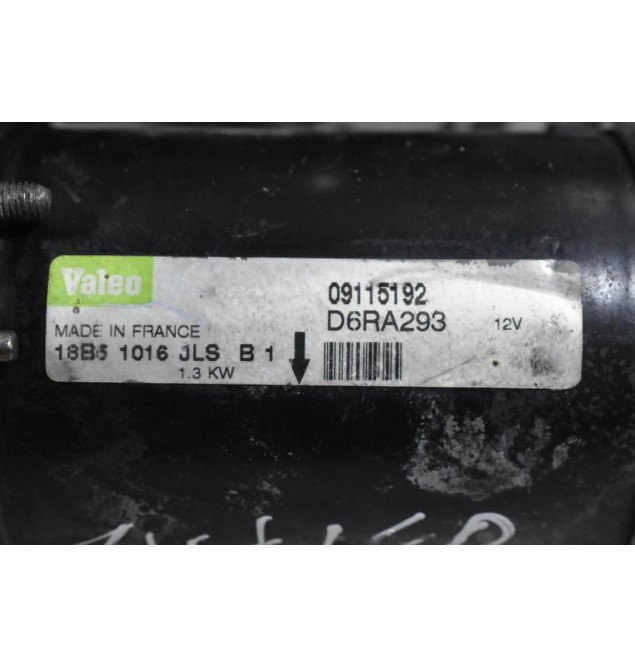 Valeo
MADE IN FRANCE
18B5 1016 JLS B 1
1.3 KW
09115192
D6RA293 12V